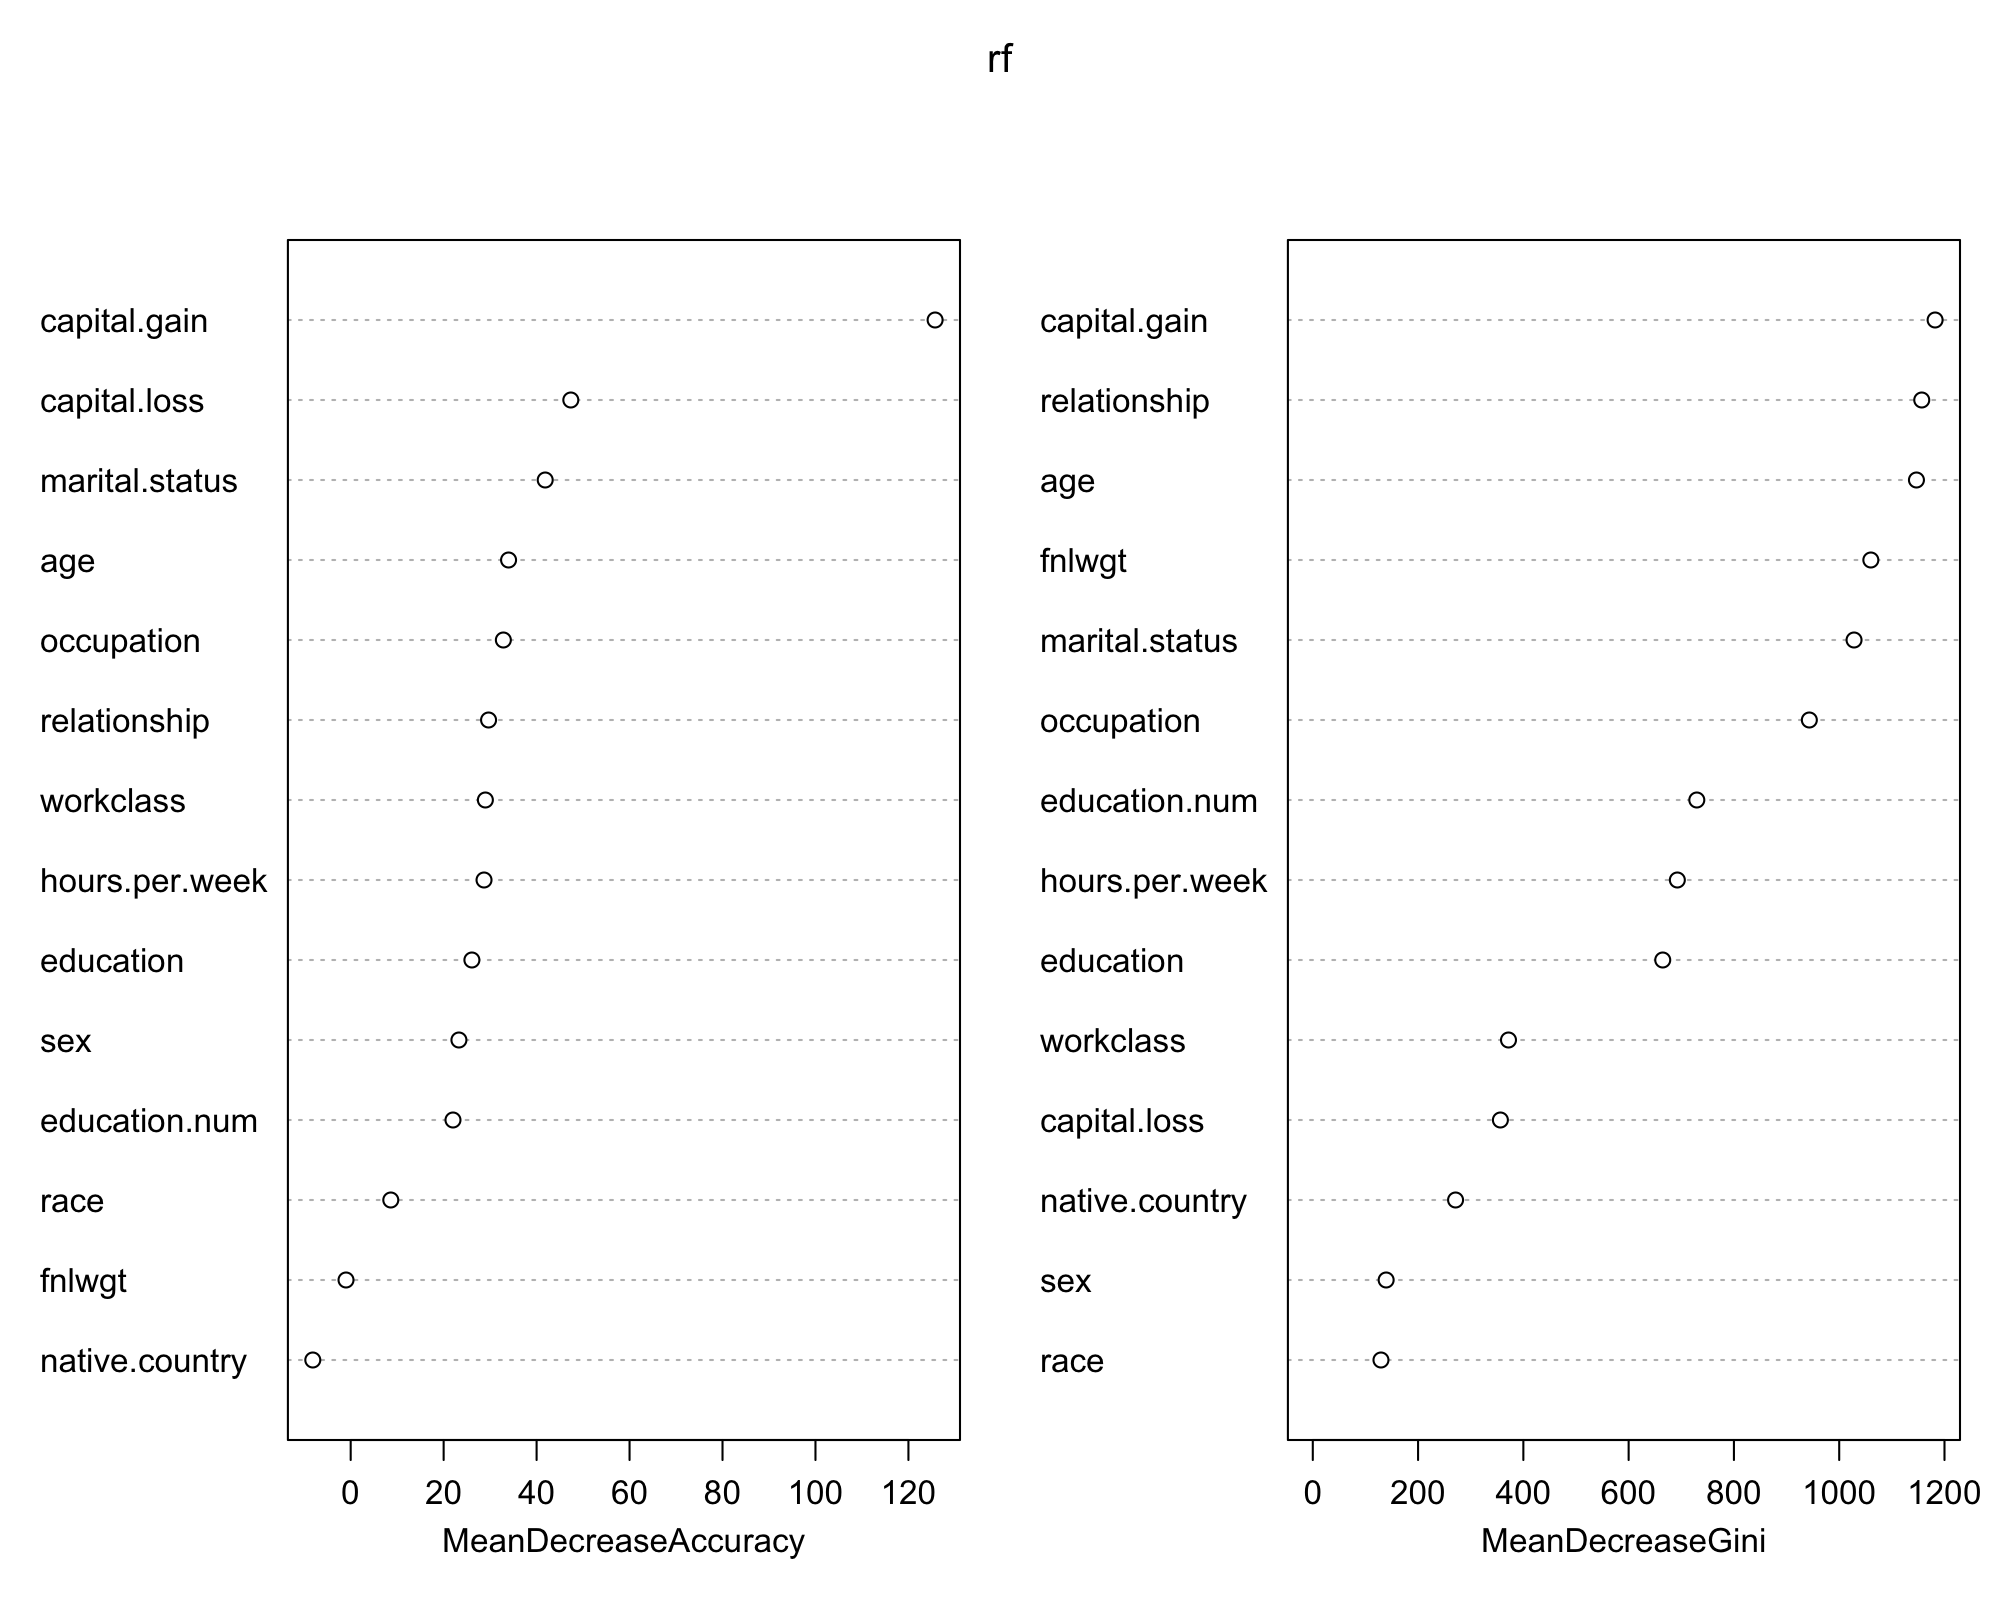 rf
capital.gain
capital.loss
marital.status
age
occupation
relationship
workclass
hours.per.week
education
sex
education.num
race
fnlwgt
native.country
0 20 40 60 80 100 120
MeanDecreaseAccuracy
capital.gain
relationship
age
fnlwgt
marital.status
occupation
education.num
hours.per.week
education
workclass
capital.loss
native.country
sex
race
0 200 400 600 800 1000 1200
MeanDecreaseGini